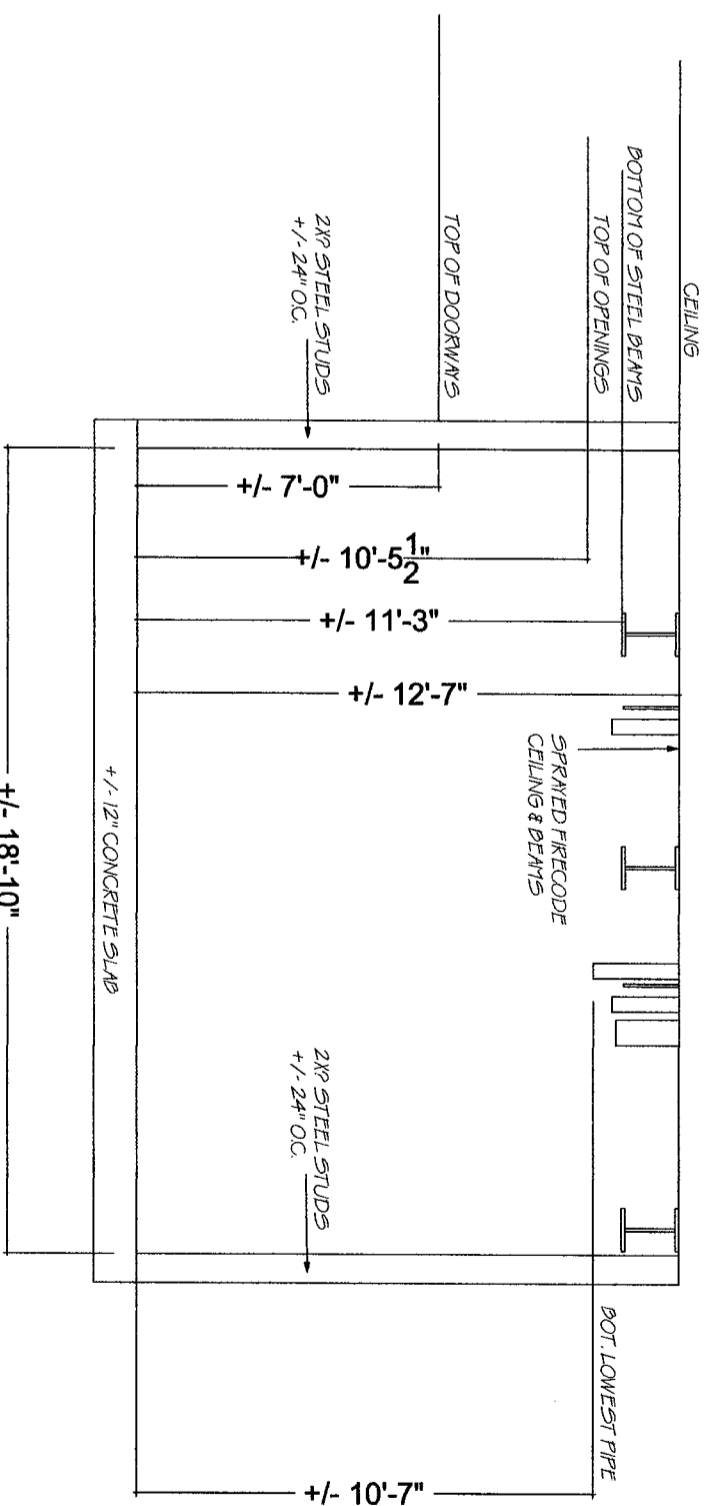 CEILING
BOTTOM OF STEEL BEAMS
TOP OF OPENINGS
TOP OF DOORWAYS
2X? STEEL STUDS
+/- 24" O.C.
+/- 7'-0"
+/- 10'-5 1/2"
+/- 11'-3"
+/- 12'-7"
SPRAYED FIRECODE
CEILING & BEAMS
+/- 12" CONCRETE SLAB
+/- 18'-10"
2X? STEEL STUDS
+/- 24" O.C.
BOT. LOWEST PIPE
+/- 10'-7"